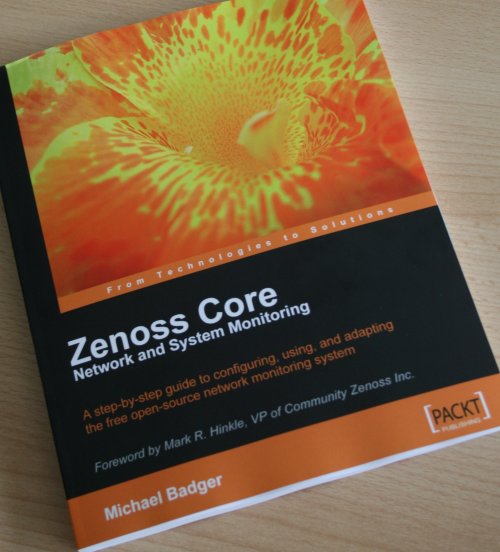 From Technologies to Solutions
Zenoss Core
Network and System Monitoring
A step-by-step guide to configuring, using, and adapting
the free open-source network monitoring system
Foreword by Mark R. Hinkle, VP of Community Zenoss Inc.
[PACKT]
PUBLISHING
Michael Badger